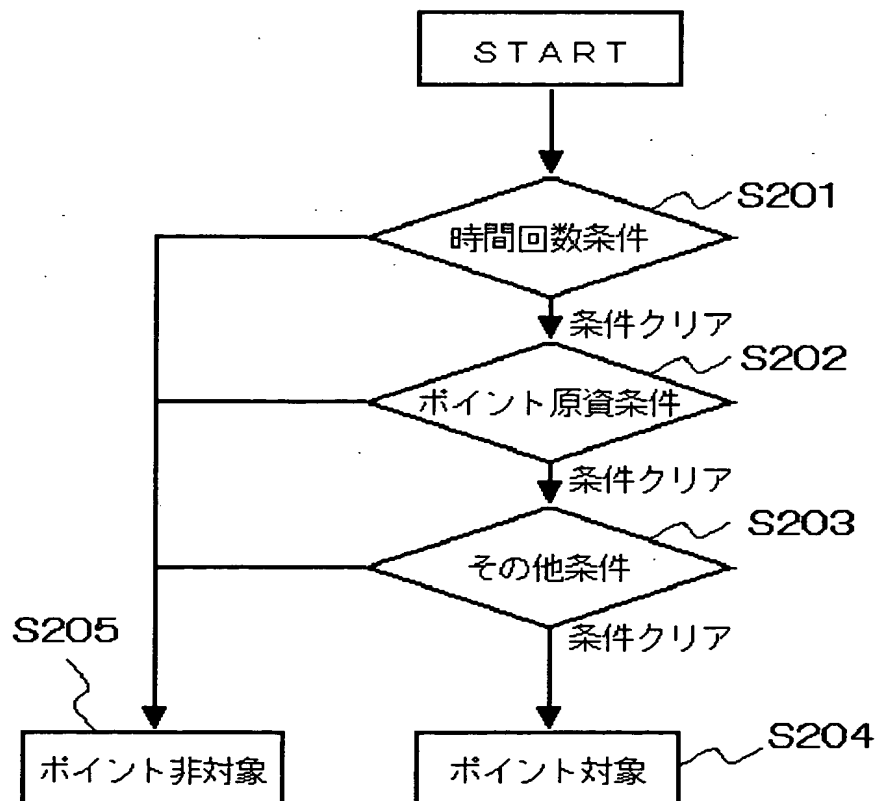 START
S201
時間回数条件
条件クリア
S202
ポイント原資条件
条件クリア
S203
その他条件
条件クリア
S205
ポイント非対象
S204
ポイント対象